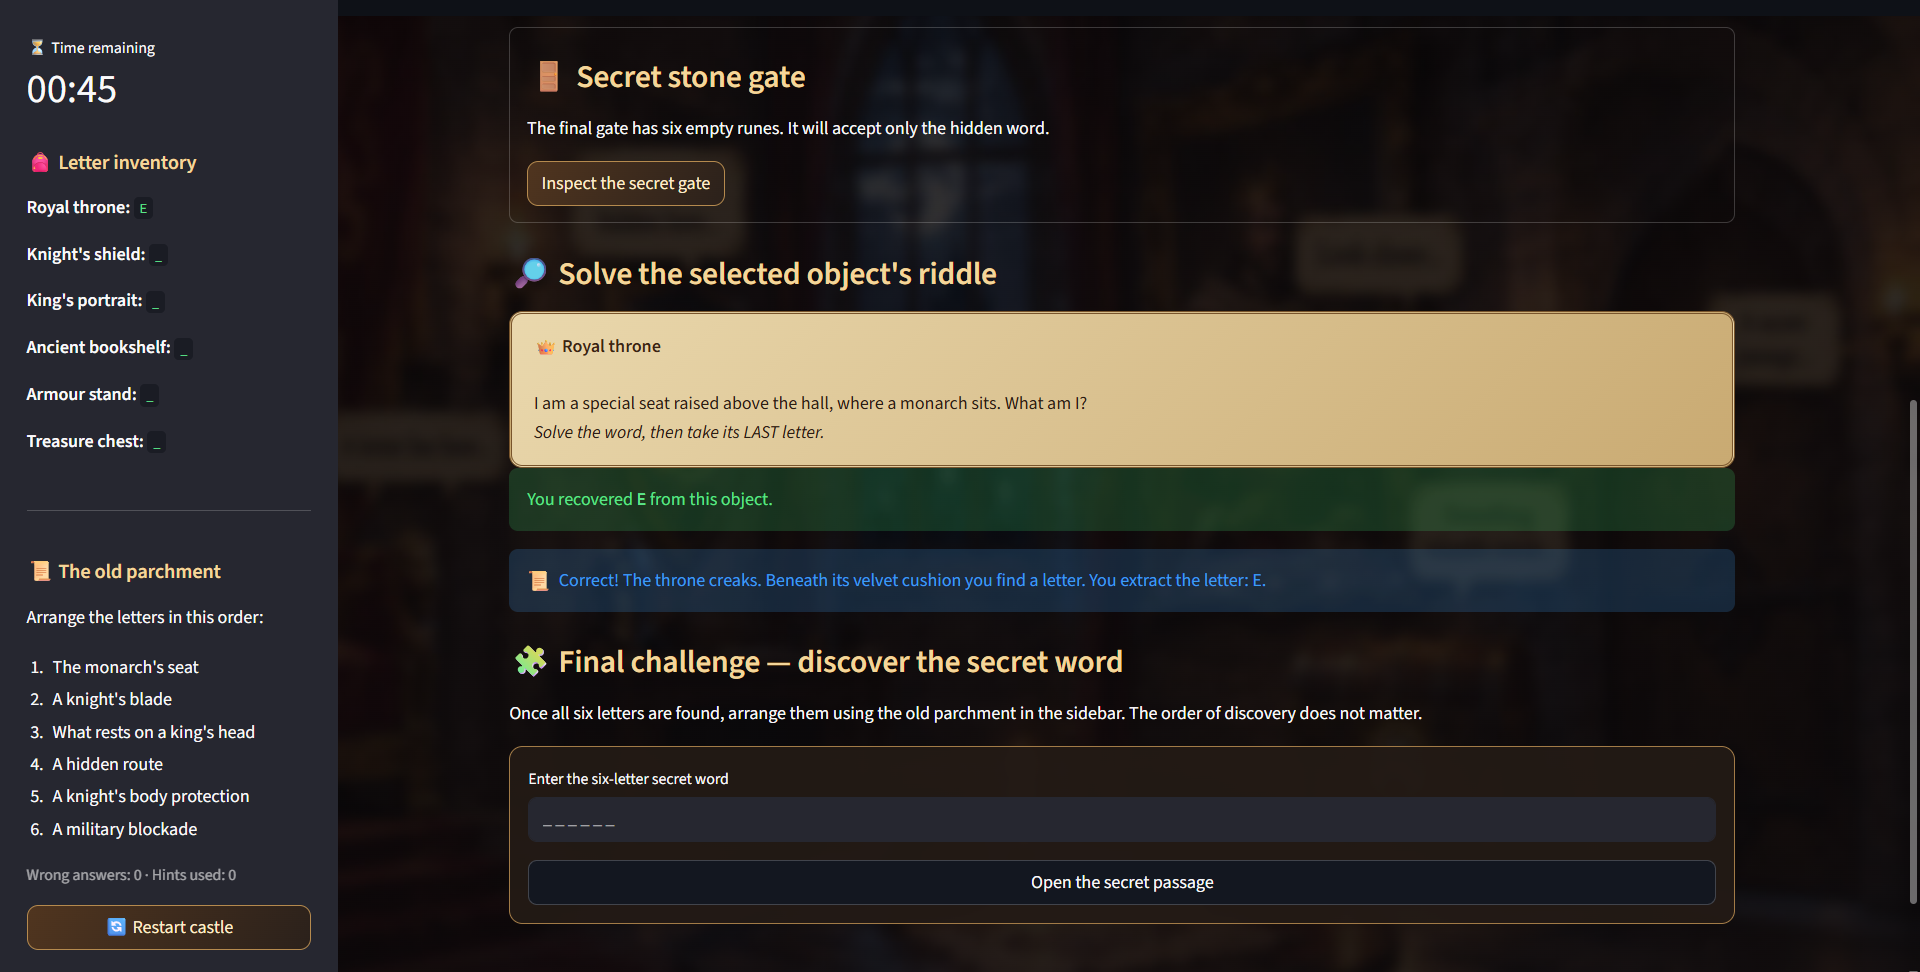 Time remaining
00:45
Letter inventory
Royal throne: E
Knight's shield: _
King's portrait: _
Ancient bookshelf: _
Armour stand: _
Treasure chest: _
The old parchment
Arrange the letters in this order:
1. The monarch's seat
2. A knight's blade
3. What rests on a king's head
4. A hidden route
5. A knight's body protection
6. A military blockade
Wrong answers: 0 · Hints used: 0
Restart castle
Secret stone gate
The final gate has six empty runes. It will accept only the hidden word.
Inspect the secret gate
Solve the selected object's riddle
Royal throne
I am a special seat raised above the hall, where a monarch sits. What am I?
Solve the word, then take its LAST letter.
You recovered E from this object.
Correct! The throne creaks. Beneath its velvet cushion you find a letter. You extract the letter: E.
Final challenge — discover the secret word
Once all six letters are found, arrange them using the old parchment in the sidebar. The order of discovery does not matter.
Enter the six-letter secret word
_ _ _ _ _ _
Open the secret passage